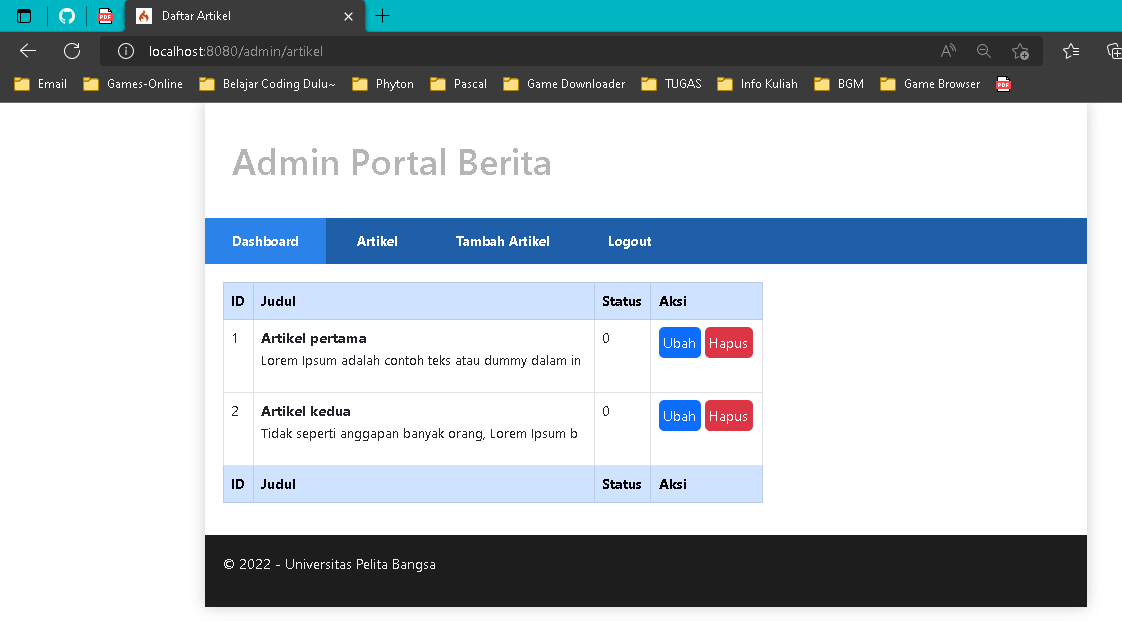 Daftar Artikel
localhost:8080/admin/artikel
Email Games-Online Belajar Coding Dulu~ Phyton Pascal Game Downloader TUGAS Info Kuliah BGM Game Browser
Admin Portal Berita
Dashboard Artikel Tambah Artikel Logout
ID Judul Status Aksi
1 Artikel pertama 0 Ubah Hapus
Lorem Ipsum adalah contoh teks atau dummy dalam in
2 Artikel kedua 0 Ubah Hapus
Tidak seperti anggapan banyak orang, Lorem Ipsum b
ID Judul Status Aksi
© 2022 - Universitas Pelita Bangsa